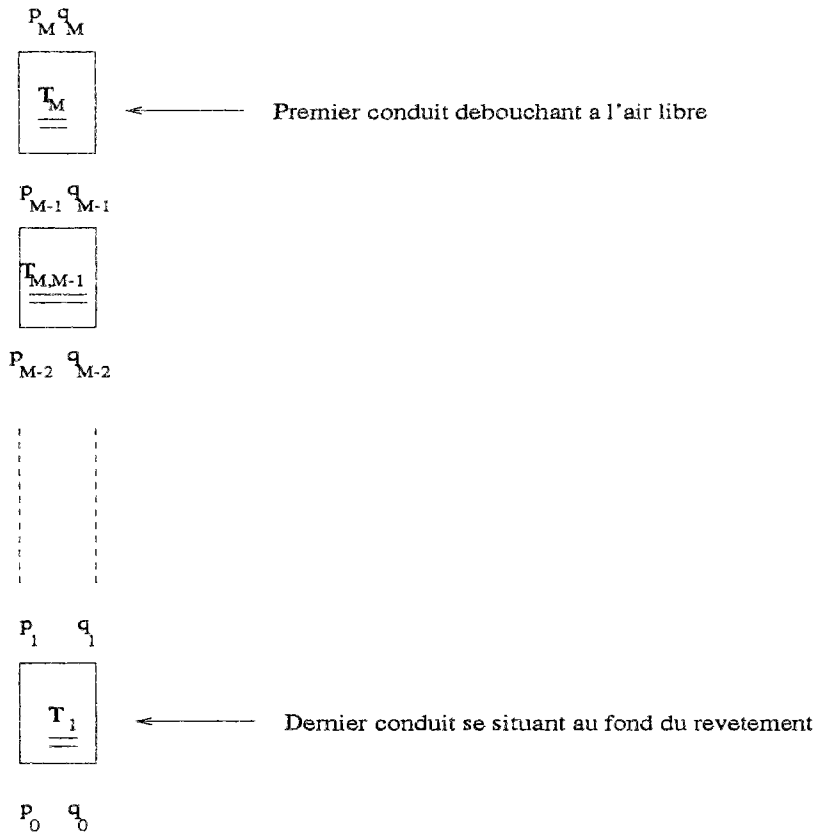 p_M q_M
T_M
Premier conduit debouchant a l'air libre
p_M-1 q_M-1
T_M,M-1
p_M-2 q_M-2
p_1 q_1
T_1
Dernier conduit se situant au fond du revetement
p_0 q_0